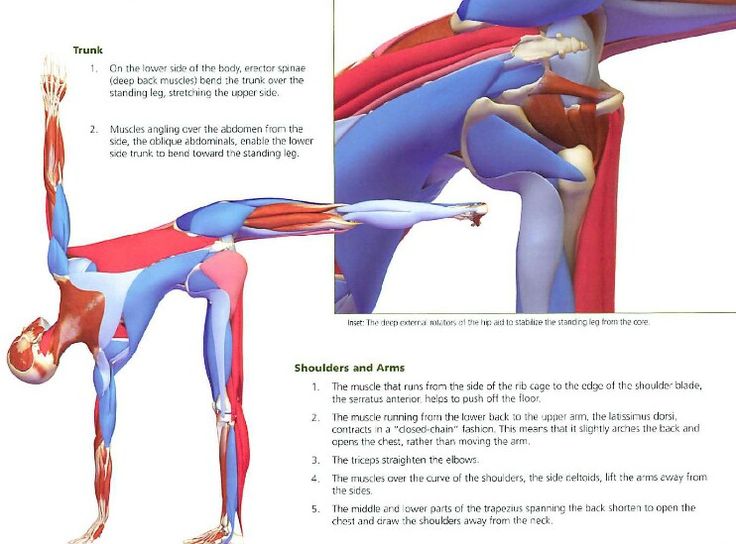 Trunk
1. On the lower side of the body, erector spinae
(deep back muscles) bend the trunk over the
standing leg, stretching the upper side.
2. Muscles angling over the abdomen from the
side, the oblique abdominals, enable the lower
side trunk to bend toward the standing leg.
Inset: The deep external rotators of the hip aid to stabilize the standing leg from the core.
Shoulders and Arms
1. The muscle that runs from the side of the rib cage to the edge of the shoulder blade,
the serratus anterior, helps to push off the floor.
2. The muscle running from the lower back to the upper arm, the latissimus dorsi,
contracts in a "closed-chain" fashion. This means that it slightly arches the back and
opens the chest, rather than moving the arm.
3. The triceps straighten the elbows.
4. The muscles over the curve of the shoulders, the side deltoids, lift the arms away from
the sides.
5. The middle and lower parts of the trapezius spanning the back shorten to open the
chest and draw the shoulders away from the neck.